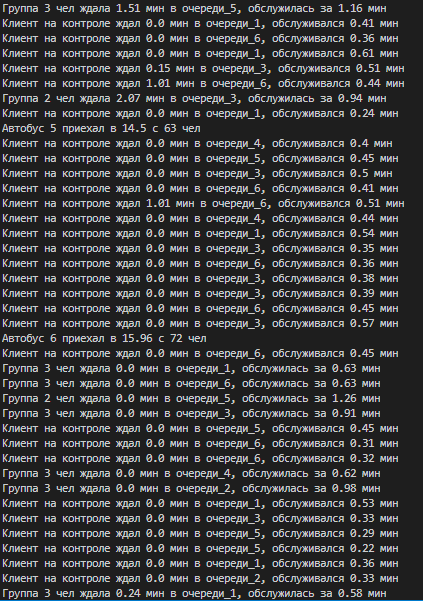 Группа 3 чел ждала 1.51 мин в очереди_5, обслужилась за 1.16 мин
Клиент на контроле ждал 0.0 мин в очереди_1, обслуживался 0.41 мин
Клиент на контроле ждал 0.0 мин в очереди_6, обслуживался 0.36 мин
Клиент на контроле ждал 0.0 мин в очереди_1, обслуживался 0.61 мин
Клиент на контроле ждал 0.15 мин в очереди_3, обслуживался 0.51 мин
Клиент на контроле ждал 1.01 мин в очереди_6, обслуживался 0.44 мин
Группа 2 чел ждала 2.07 мин в очереди_3, обслужилась за 0.94 мин
Клиент на контроле ждал 0.0 мин в очереди_1, обслуживался 0.24 мин
Автобус 5 приехал в 14.5 с 63 чел
Клиент на контроле ждал 0.0 мин в очереди_4, обслуживался 0.4 мин
Клиент на контроле ждал 0.0 мин в очереди_5, обслуживался 0.45 мин
Клиент на контроле ждал 0.0 мин в очереди_3, обслуживался 0.5 мин
Клиент на контроле ждал 0.0 мин в очереди_6, обслуживался 0.41 мин
Клиент на контроле ждал 1.01 мин в очереди_6, обслуживался 0.51 мин
Клиент на контроле ждал 0.0 мин в очереди_4, обслуживался 0.44 мин
Клиент на контроле ждал 0.0 мин в очереди_1, обслуживался 0.54 мин
Клиент на контроле ждал 0.0 мин в очереди_3, обслуживался 0.35 мин
Клиент на контроле ждал 0.0 мин в очереди_6, обслуживался 0.36 мин
Клиент на контроле ждал 0.0 мин в очереди_3, обслуживался 0.38 мин
Клиент на контроле ждал 0.0 мин в очереди_3, обслуживался 0.39 мин
Клиент на контроле ждал 0.0 мин в очереди_6, обслуживался 0.45 мин
Клиент на контроле ждал 0.0 мин в очереди_3, обслуживался 0.57 мин
Автобус 6 приехал в 15.96 с 72 чел
Клиент на контроле ждал 0.0 мин в очереди_6, обслуживался 0.45 мин
Группа 3 чел ждала 0.0 мин в очереди_1, обслужилась за 0.63 мин
Группа 3 чел ждала 0.0 мин в очереди_6, обслужилась за 0.63 мин
Группа 2 чел ждала 0.0 мин в очереди_5, обслужилась за 1.26 мин
Группа 3 чел ждала 0.0 мин в очереди_3, обслужилась за 0.91 мин
Клиент на контроле ждал 0.0 мин в очереди_5, обслуживался 0.45 мин
Клиент на контроле ждал 0.0 мин в очереди_6, обслуживался 0.31 мин
Клиент на контроле ждал 0.0 мин в очереди_6, обслуживался 0.32 мин
Группа 3 чел ждала 0.0 мин в очереди_4, обслужилась за 0.62 мин
Группа 3 чел ждала 0.0 мин в очереди_2, обслужилась за 0.98 мин
Клиент на контроле ждал 0.0 мин в очереди_1, обслуживался 0.53 мин
Клиент на контроле ждал 0.0 мин в очереди_3, обслуживался 0.33 мин
Клиент на контроле ждал 0.0 мин в очереди_5, обслуживался 0.29 мин
Клиент на контроле ждал 0.0 мин в очереди_5, обслуживался 0.22 мин
Клиент на контроле ждал 0.0 мин в очереди_1, обслуживался 0.36 мин
Клиент на контроле ждал 0.0 мин в очереди_2, обслуживался 0.33 мин
Группа 3 чел ждала 0.24 мин в очереди_1, обслужилась за 0.58 мин